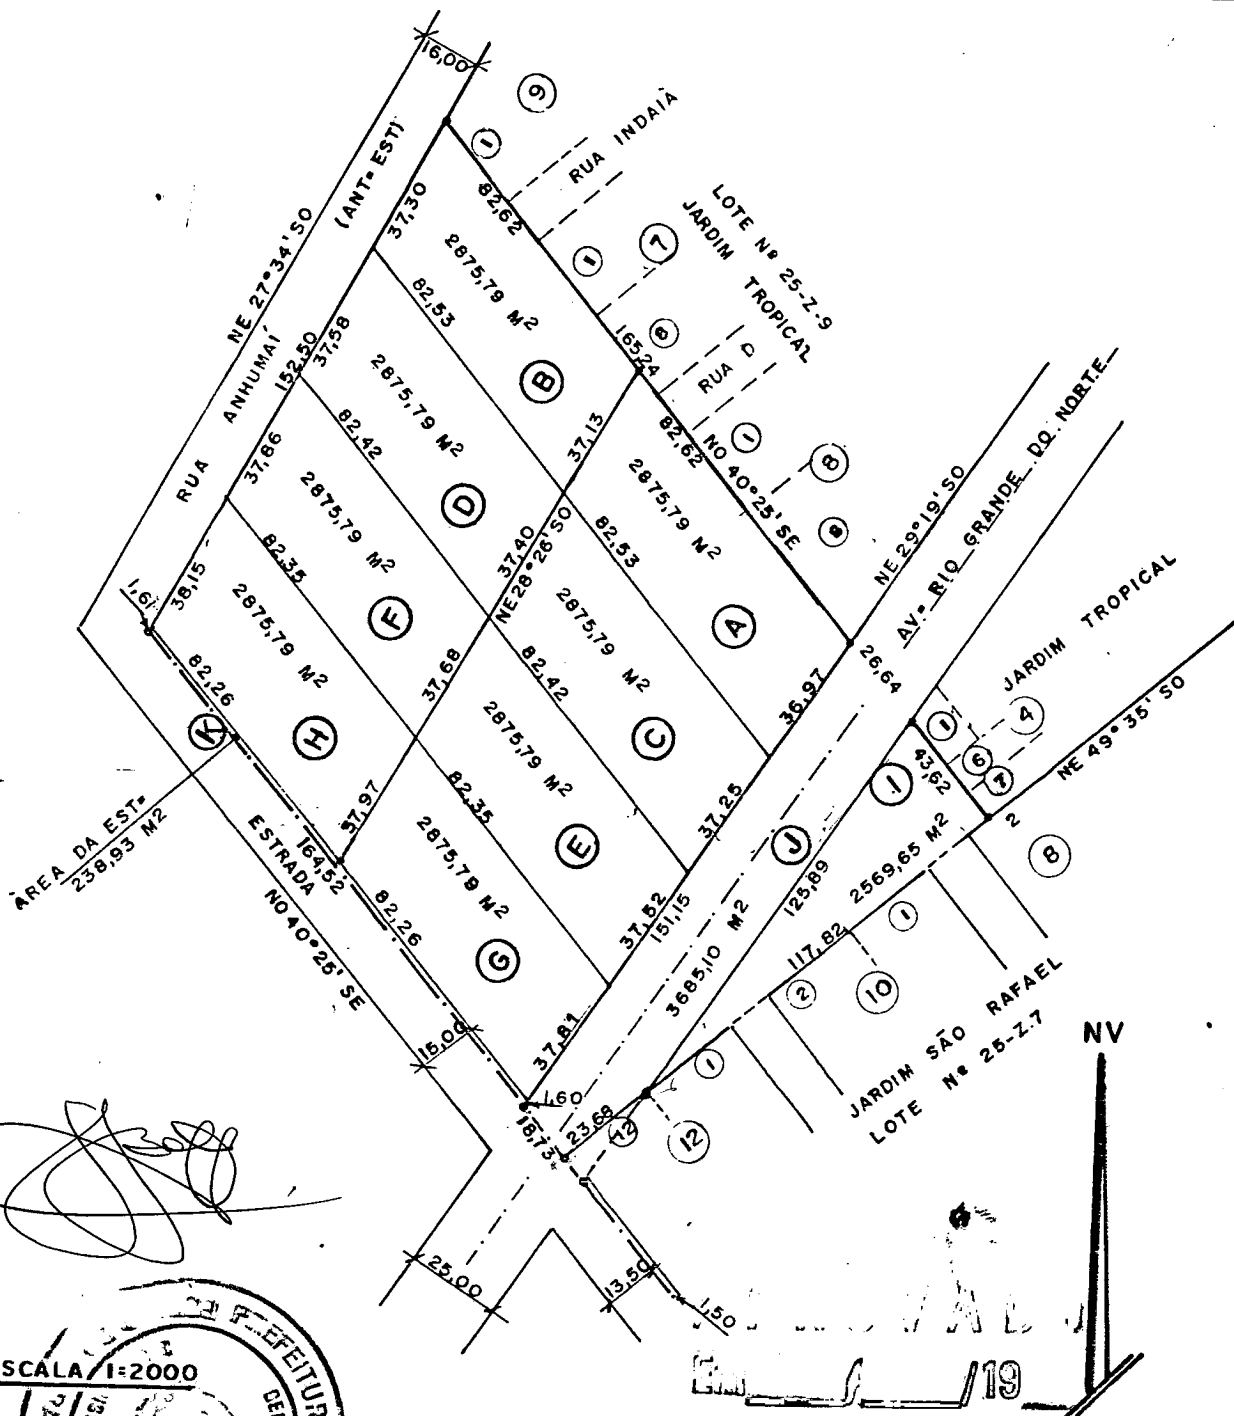 16,00
9
1
RUA INDAIÃ
(ANT= EST)
37,30
82,62
LOTE Nº 25-Z-9
JARDIM TROPICAL
7
1
NE 27°34' SO
2875,79 M²
82,53
B
165,24
8
RUA D
RUA ANHUMAÍ
152,50
37,58
2875,79 M²
82,42
D
37,13
82,62
1
8
NO 40°25' SE
37,86
2875,79 M²
82,35
F
37,40
NE 28°26' SO
82,53
2875,79 M²
A
NE 29°19' SO
AV= RIO GRANDE DO NORTE
1,61
38,15
2875,79 M²
82,26
K
H
37,68
82,42
2875,79 M²
C
36,97
26,64
JARDIM TROPICAL
1
4
6
7
43,62
NE 49°35' SO
ÁREA DA EST=
238,93 M2
ESTRADA
164,52
37,97
2875,79 M²
82,35
E
37,25
J
I
2
8
NO 40°25' SE
82,26
2875,79 M²
G
37,52
151,15
3685,10 M²
125,89
2569,65 M²
117,82
1
2
10
15,00
37,81
1
JARDIM SÃO RAFAEL
LOTE Nº 25-Z-7
NV
1,60
18,73
23,68
12
12
25,00
13,50
1,50
PREFEITUR
SCALA 1=2000
Em / /19